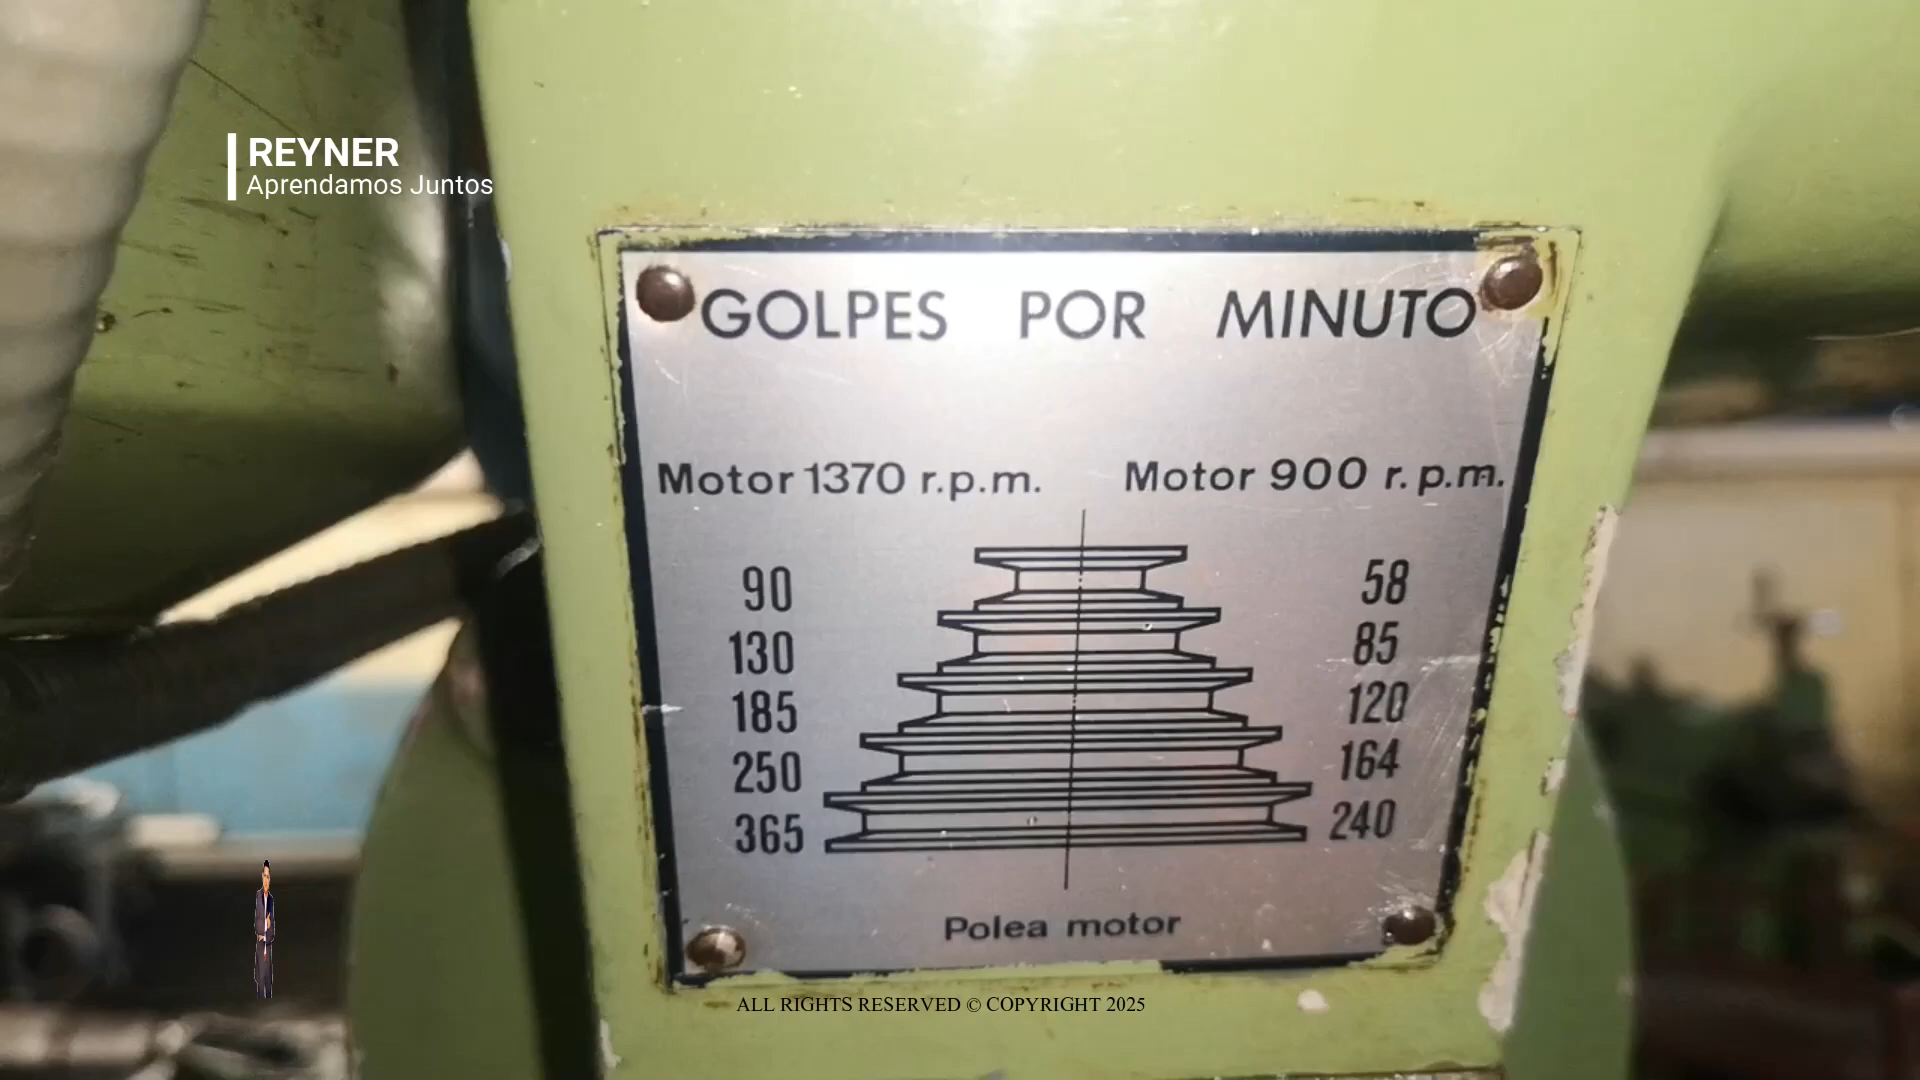 REYNER
Aprendamos Juntos
GOLPES POR MINUTO
Motor 1370 r.p.m. Motor 900 r.p.m.
90 58
130 85
185 120
250 164
365 240
Polea motor
ALL RIGHTS RESERVED © COPYRIGHT 2025